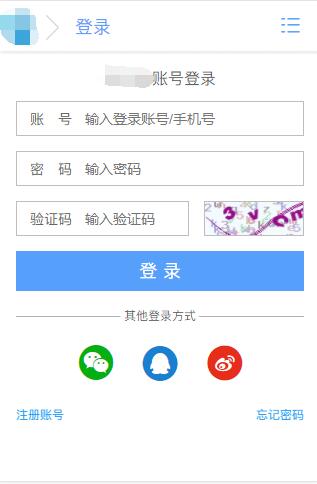 登录
账号登录
账 号 输入登录账号/手机号
密 码 输入密码
验证码 输入验证码
登 录
其他登录方式
注册账号 忘记密码